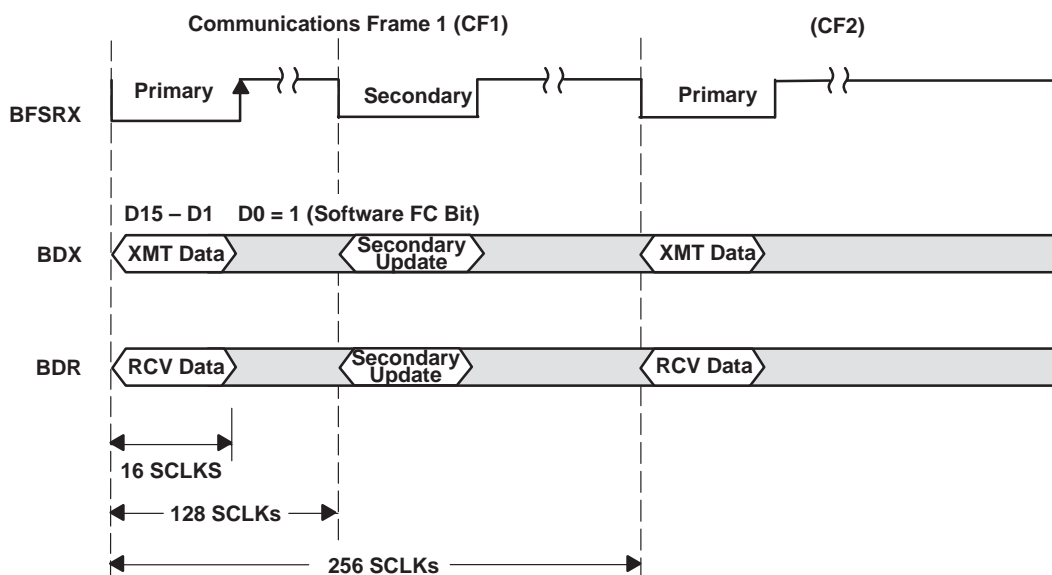 Communications Frame 1 (CF1)
(CF2)
BFSRX
Primary
Secondary
Primary
D15 – D1
D0 = 1 (Software FC Bit)
BDX
XMT Data
Secondary
Update
XMT Data
BDR
RCV Data
Secondary
Update
RCV Data
16 SCLKS
128 SCLKs
256 SCLKs